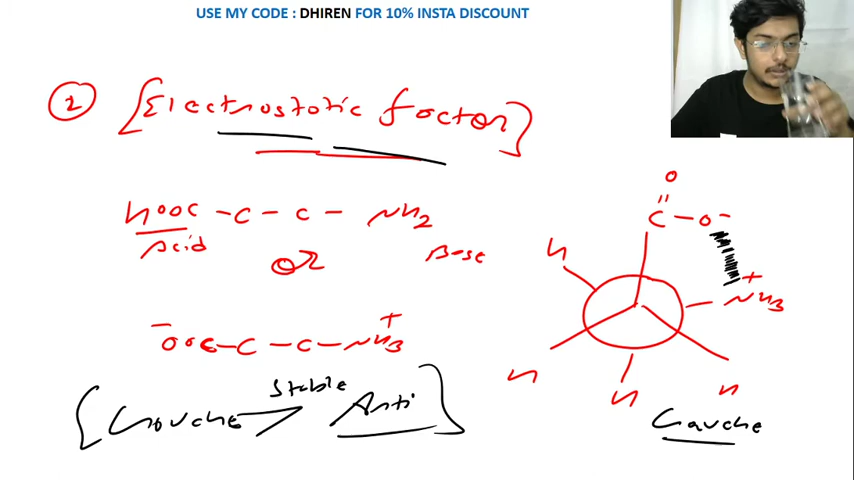 USE MY CODE : DHIREN FOR 10% INSTA DISCOUNT
2 [Electrostatic factor]
HOOC - C - C - NH2
Acid
Base
OR
-OOC - C - C - NH3+
[Gauche > Anti]
stable
O
C - O-
H
NH3+
H
H
H
Gauche